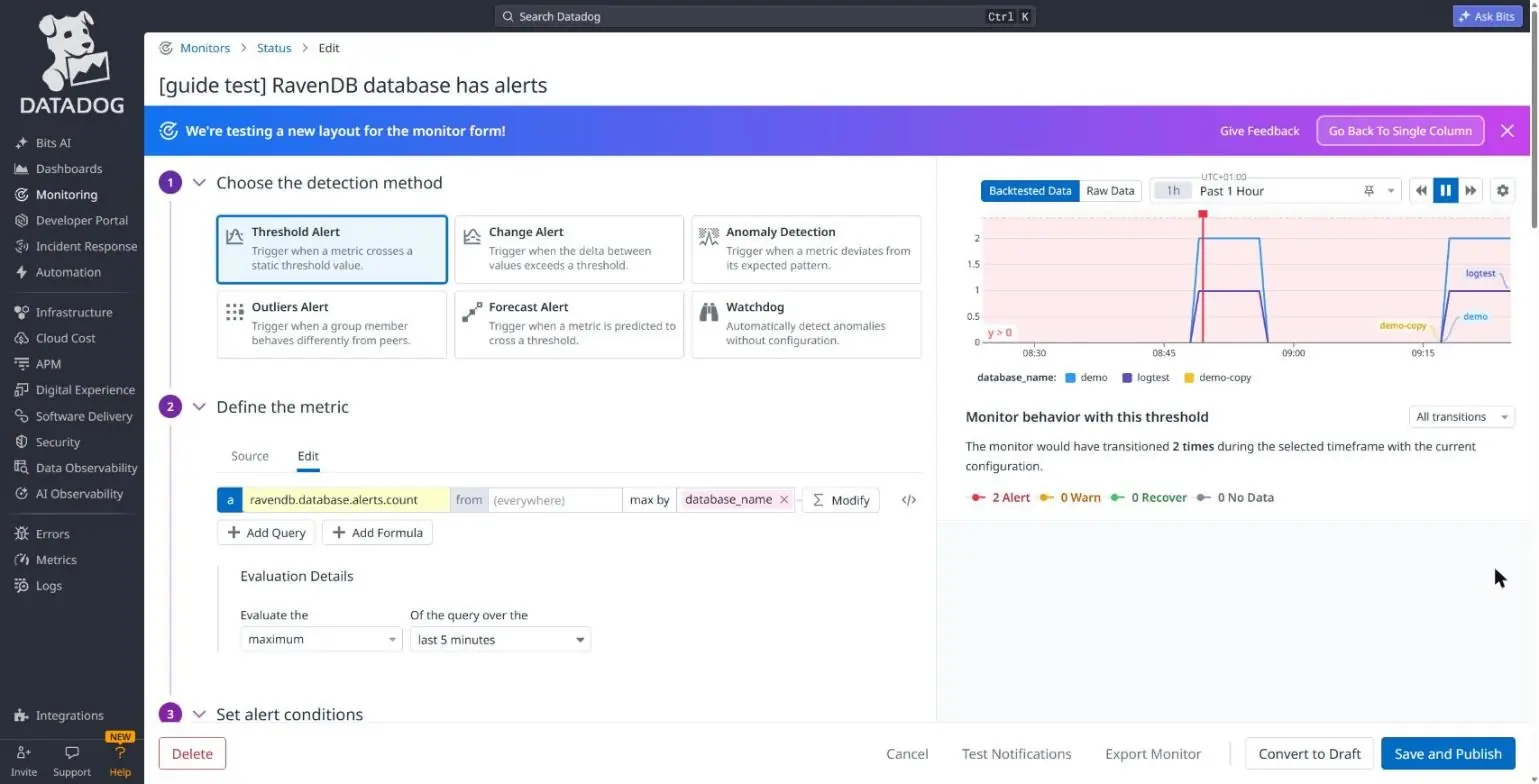 Search Datadog
Ctrl K
Ask Bits
DATADOG
Bits AI
Dashboards
Monitoring
Developer Portal
Incident Response
Automation
Infrastructure
Cloud Cost
APM
Digital Experience
Software Delivery
Security
Data Observability
AI Observability
Errors
Metrics
Logs
Integrations
NEW
Invite
Support
Help
Monitors > Status > Edit
[guide test] RavenDB database has alerts
We're testing a new layout for the monitor form!
Give Feedback
Go Back To Single Column
1
Choose the detection method
Threshold Alert
Trigger when a metric crosses a
static threshold value.
Change Alert
Trigger when the delta between
values exceeds a threshold.
Anomaly Detection
Trigger when a metric deviates from
its expected pattern.
Outliers Alert
Trigger when a group member
behaves differently from peers.
Forecast Alert
Trigger when a metric is predicted to
cross a threshold.
Watchdog
Automatically detect anomalies
without configuration.
2
Define the metric
Source
Edit
a ravendb.database.alerts.count from (everywhere) max by database_name × Σ Modify </>
+ Add Query
+ Add Formula
Evaluation Details
Evaluate the
Of the query over the
maximum
last 5 minutes
3
Set alert conditions
Backtested Data
Raw Data
UTC+01:00
1h Past 1 Hour
2
1.5
1
0.5
0
y > 0
logtest
demo
demo-copy
08:30
08:45
09:00
09:15
database_name: demo logtest demo-copy
Monitor behavior with this threshold
All transitions
The monitor would have transitioned 2 times during the selected timeframe with the current
configuration.
2 Alert 0 Warn 0 Recover 0 No Data
Delete
Cancel
Test Notifications
Export Monitor
Convert to Draft
Save and Publish